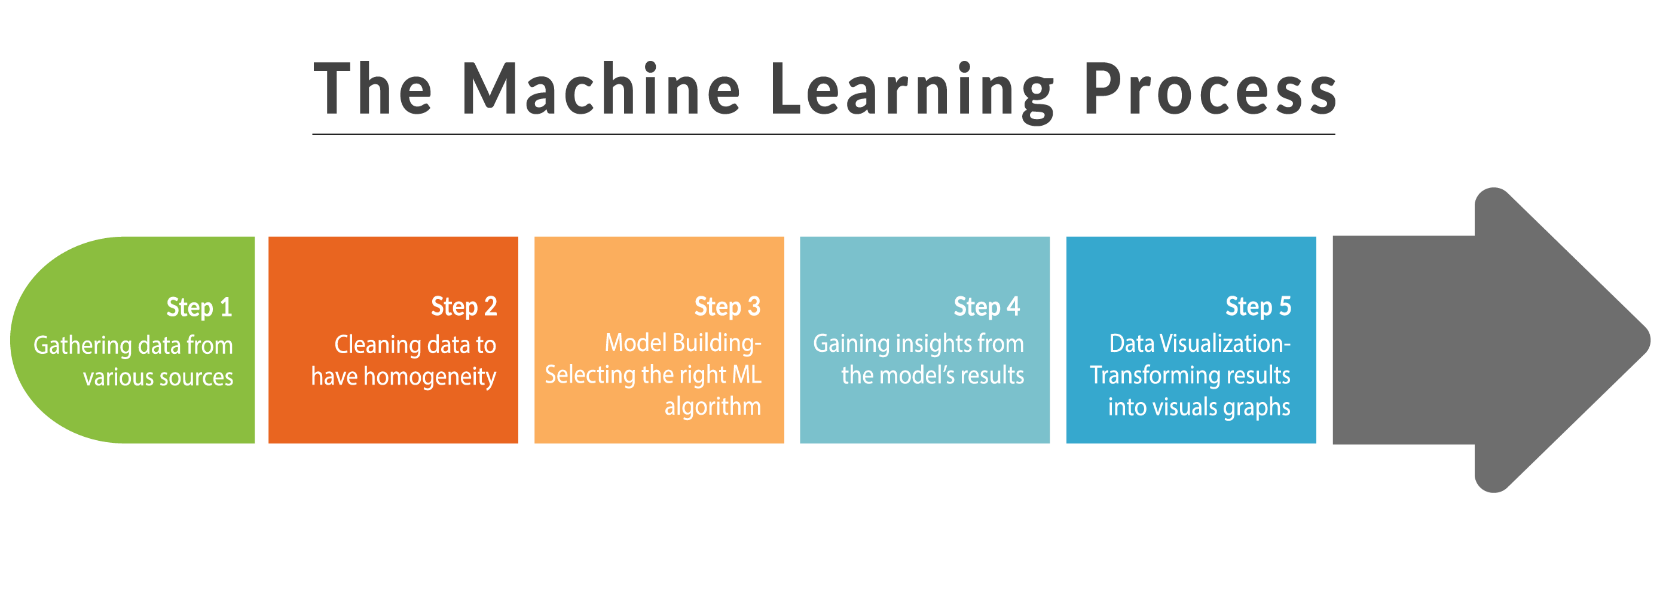 The Machine Learning Process
Step 1
Gathering data from
various sources
Step 2
Cleaning data to
have homogeneity
Step 3
Model Building-
Selecting the right ML
algorithm
Step 4
Gaining insights from
the model’s results
Step 5
Data Visualization-
Transforming results
into visuals graphs